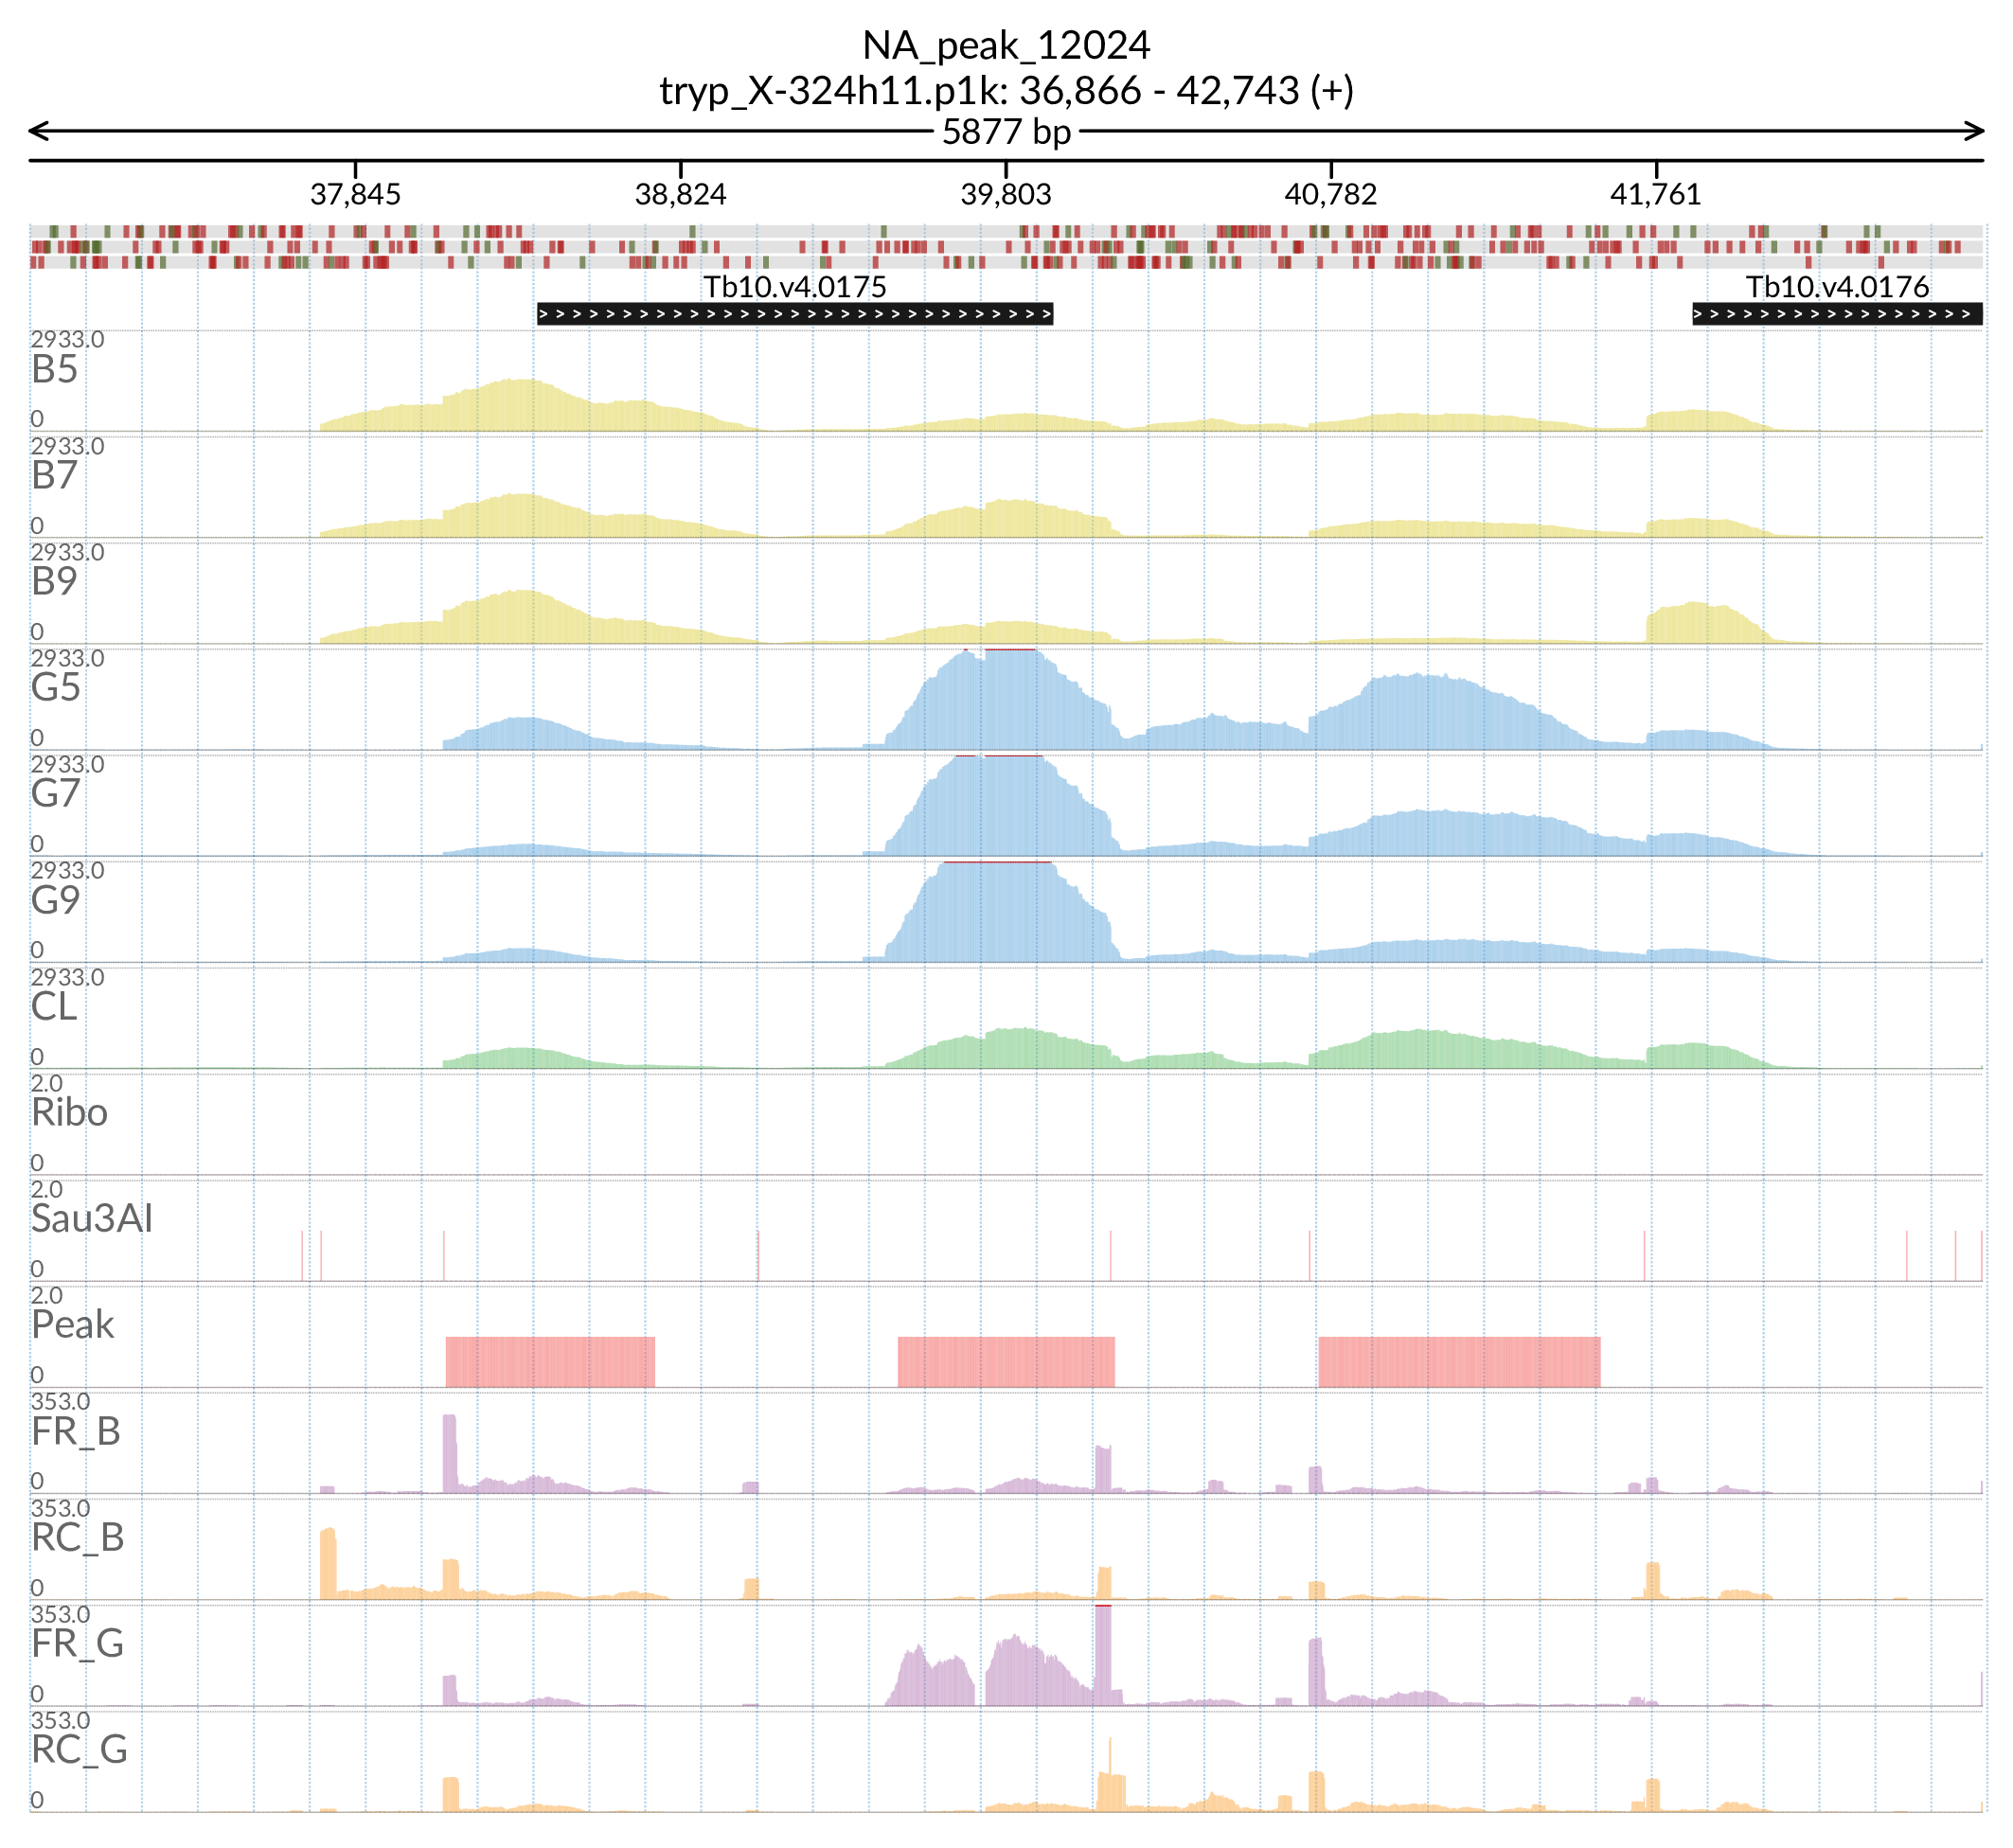 NA_peak_12024
tryp_X-324h11.p1k: 36,866 - 42,743 (+)
5877 bp
37,845 38,824 39,803 40,782 41,761
Tb10.v4.0175 Tb10.v4.0176
2933.0
B5
0
2933.0
B7
0
2933.0
B9
0
2933.0
G5
0
2933.0
G7
0
2933.0
G9
0
2933.0
CL
0
2.0
Ribo
0
2.0
Sau3AI
0
2.0
Peak
0
353.0
FR_B
0
353.0
RC_B
0
353.0
FR_G
0
353.0
RC_G
0